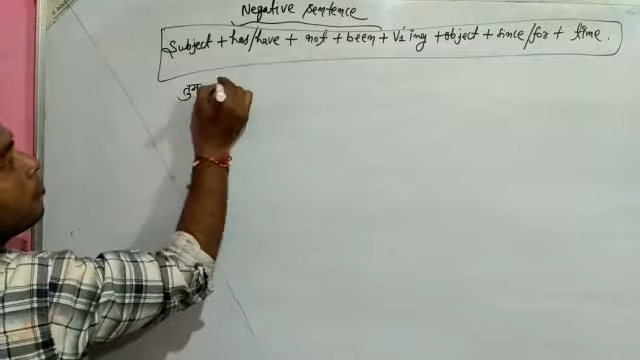 Negative sentence
Subject + has/have + not + been + V₁ ing + object + since/for + time.
तुम